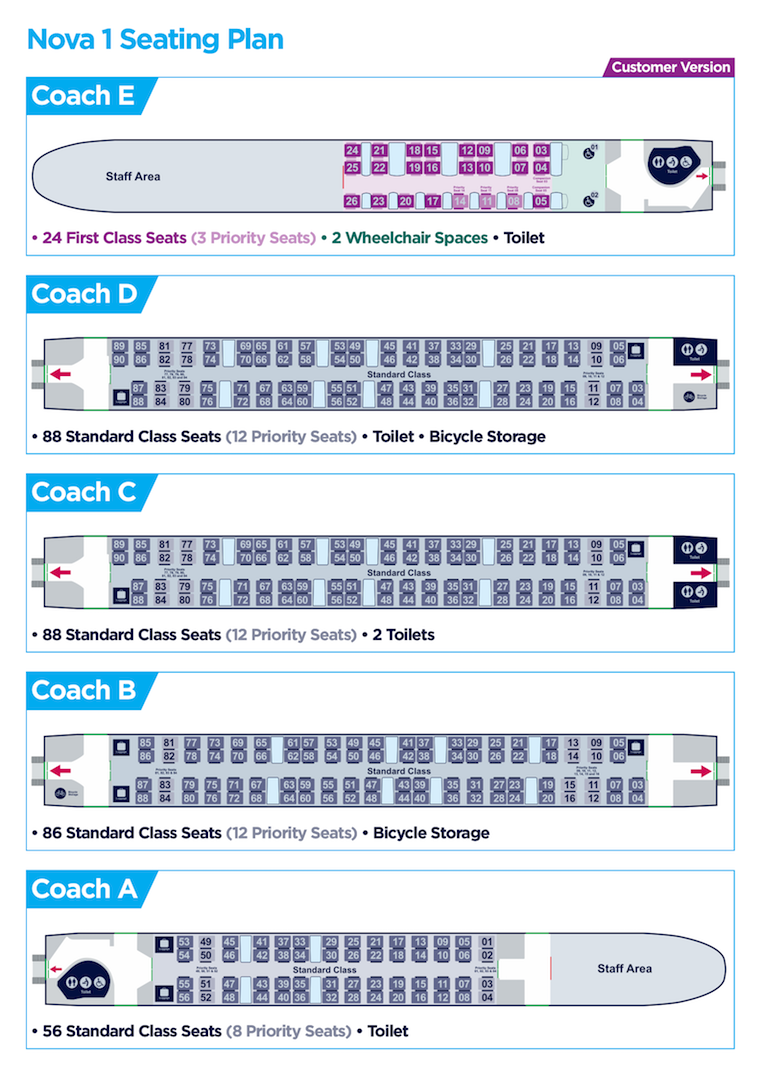 Nova 1 Seating Plan
Customer Version
Coach E
24 21 18 15 12 09 06 03 01
25 22 19 16 13 10 07 04
Toilet
Staff Area
26 23 20 17 14 11 08 05 02
• 24 First Class Seats (3 Priority Seats) • 2 Wheelchair Spaces • Toilet
Coach D
89 85 81 77 73 69 65 61 57 53 49 45 41 37 33 29 25 21 17 13 09 05
90 86 82 78 74 70 66 62 58 54 50 46 42 38 34 30 26 22 18 14 10 06
Toilet
Standard Class
87 83 79 75 71 67 63 59 55 51 47 43 39 35 31 27 23 19 15 11 07 03
88 84 80 76 72 68 64 60 56 52 48 44 40 36 32 28 24 20 16 12 08 04
• 88 Standard Class Seats (12 Priority Seats) • Toilet • Bicycle Storage
Coach C
89 85 81 77 73 69 65 61 57 53 49 45 41 37 33 29 25 21 17 13 09 05
90 86 82 78 74 70 66 62 58 54 50 46 42 38 34 30 26 22 18 14 10 06
Toilet
Standard Class
87 83 79 75 71 67 63 59 55 51 47 43 39 35 31 27 23 19 15 11 07 03
88 84 80 76 72 68 64 60 56 52 48 44 40 36 32 28 24 20 16 12 08 04
Toilet
• 88 Standard Class Seats (12 Priority Seats) • 2 Toilets
Coach B
85 81 77 73 69 65 61 57 53 49 45 41 37 33 29 25 21 17 13 09 05
86 82 78 74 70 66 62 58 54 50 46 42 38 34 30 26 22 18 14 10 06
Standard Class
87 83 79 75 71 67 63 59 55 51 47 43 39 35 31 27 23 19 15 11 07 03
88 84 80 76 72 68 64 60 56 52 48 44 40 36 32 28 24 20 16 12 08 04
• 86 Standard Class Seats (12 Priority Seats) • Bicycle Storage
Coach A
53 49 45 41 37 33 29 25 21 17 13 09 05 01
54 50 46 42 38 34 30 26 22 18 14 10 06 02
Standard Class
Staff Area
Toilet
55 51 47 43 39 35 31 27 23 19 15 11 07 03
56 52 48 44 40 36 32 28 24 20 16 12 08 04
• 56 Standard Class Seats (8 Priority Seats) • Toilet